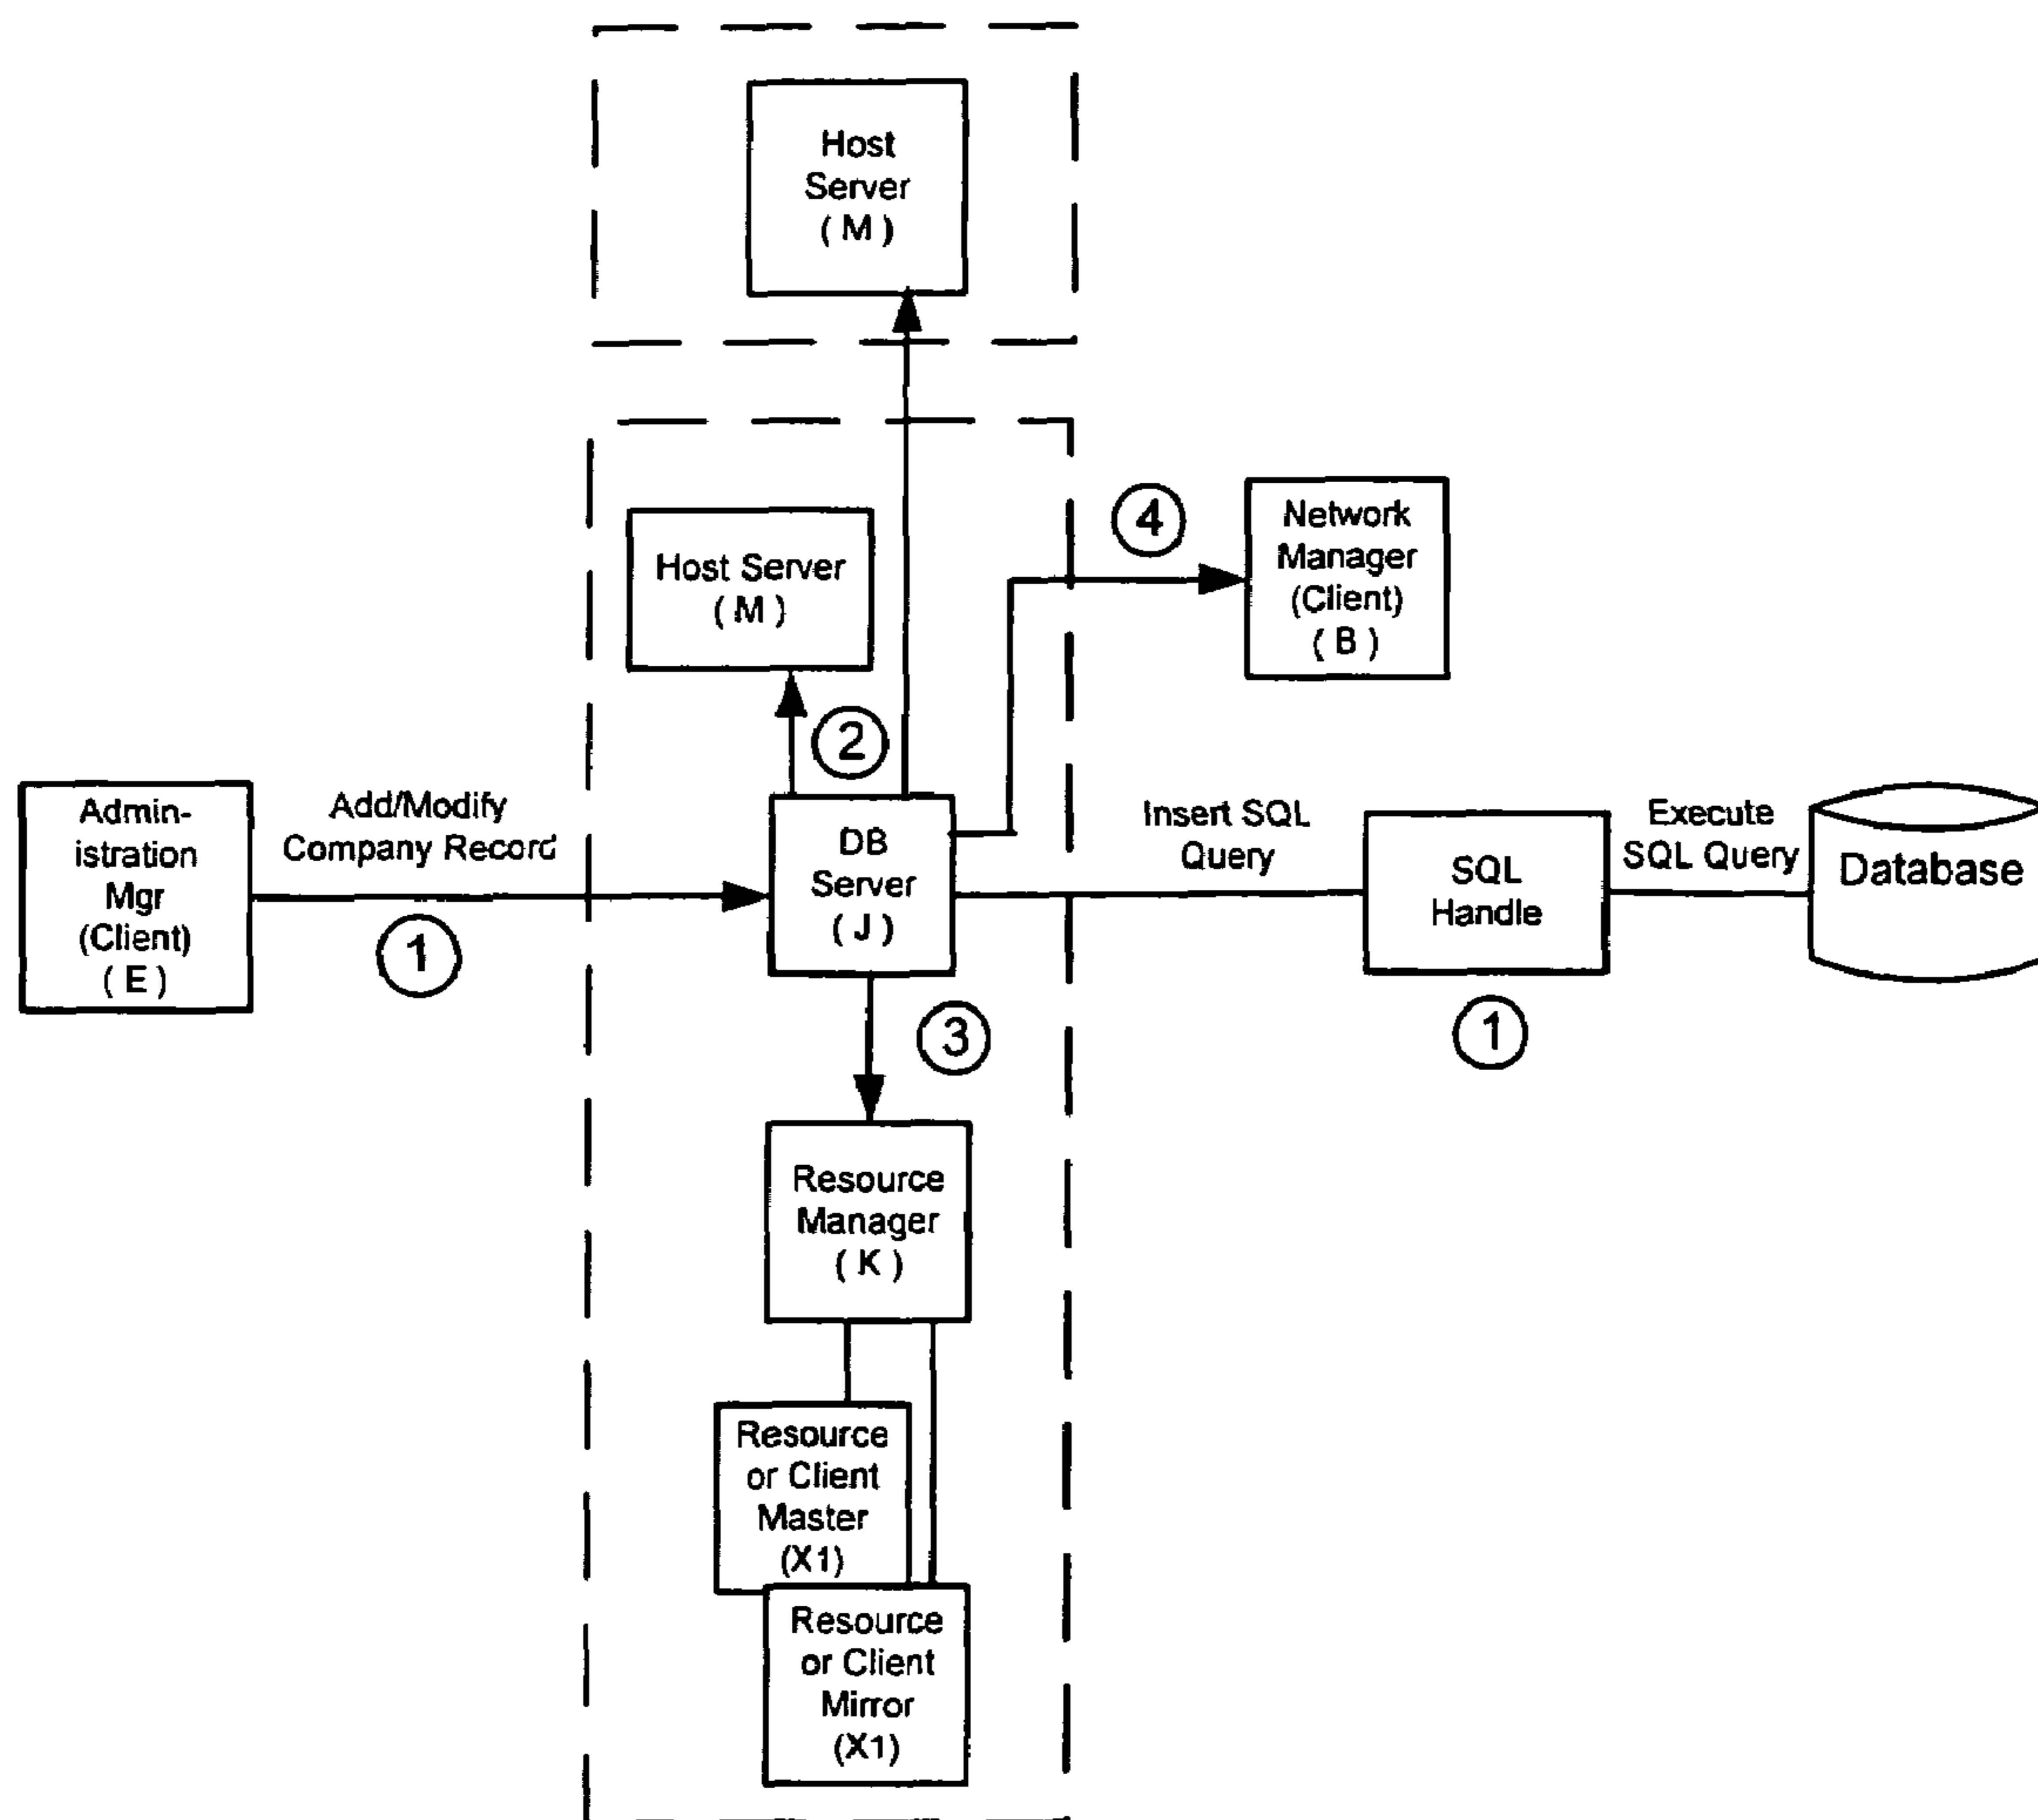 Host
Server
( M )
Host Server
( M )
4
Network
Manager
(Client)
( B )
2
Admin-
istration
Mgr
(Client)
( E )
Add/Modify
Company Record
1
DB
Server
( J )
Insert SQL
Query
SQL
Handle
1
Execute
SQL Query
Database
3
Resource
Manager
( K )
Resource
or Client
Master
(X1)
Resource
or Client
Mirror
(X1)